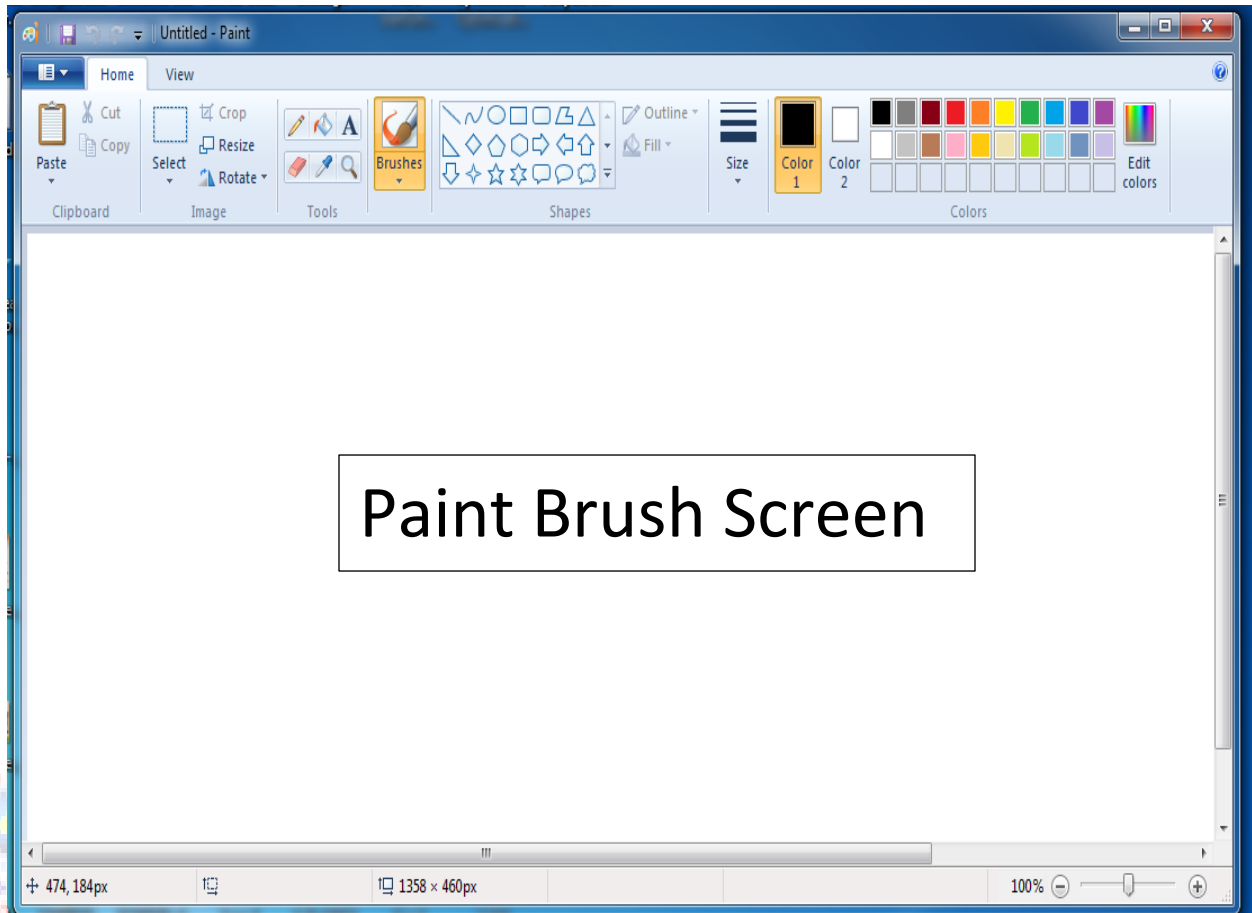 Untitled - Paint
Home View
Cut
Copy
Paste
Clipboard
Crop
Resize
Rotate
Select
Image
A
Tools
Brushes
Outline
Fill
Shapes
Size
Color 1
Color 2
Edit colors
Colors
Paint Brush Screen
474, 184px
1358 × 460px
100%